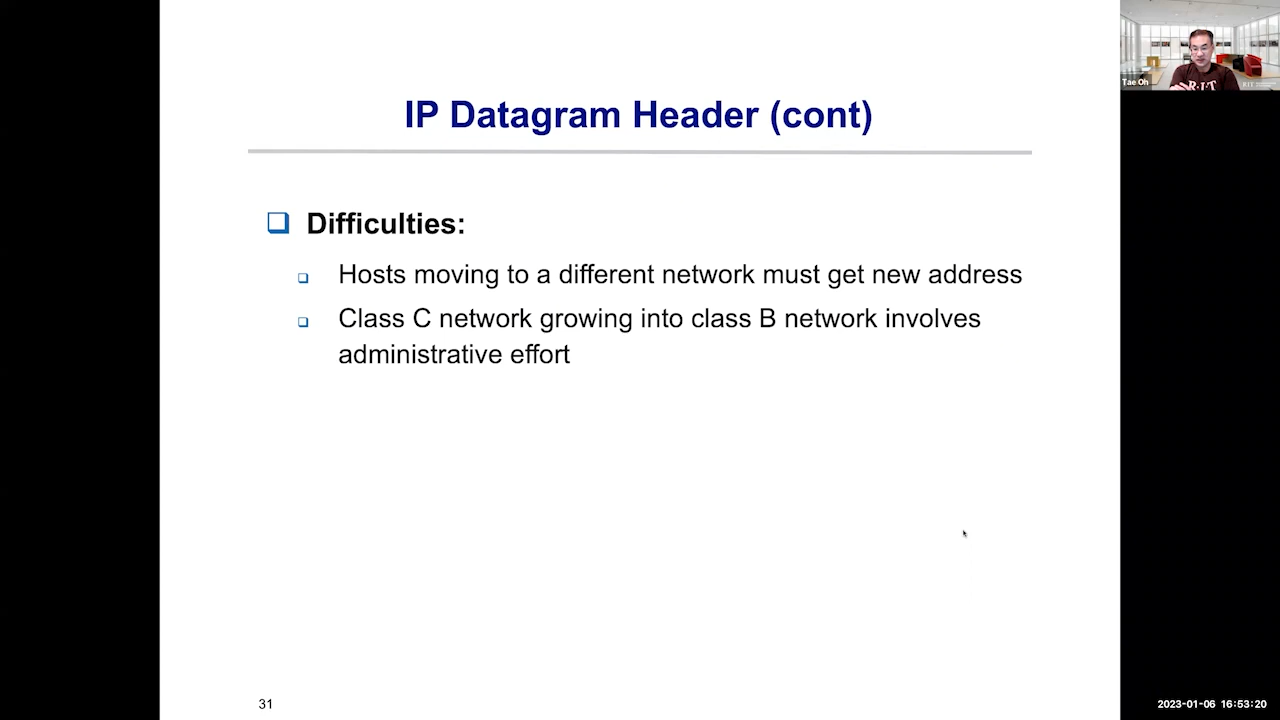 IP Datagram Header (cont)
❑ Difficulties:
❑ Hosts moving to a different network must get new address
❑ Class C network growing into class B network involves
administrative effort
31
Tae Oh
RIT
2023-01-06 16:53:20